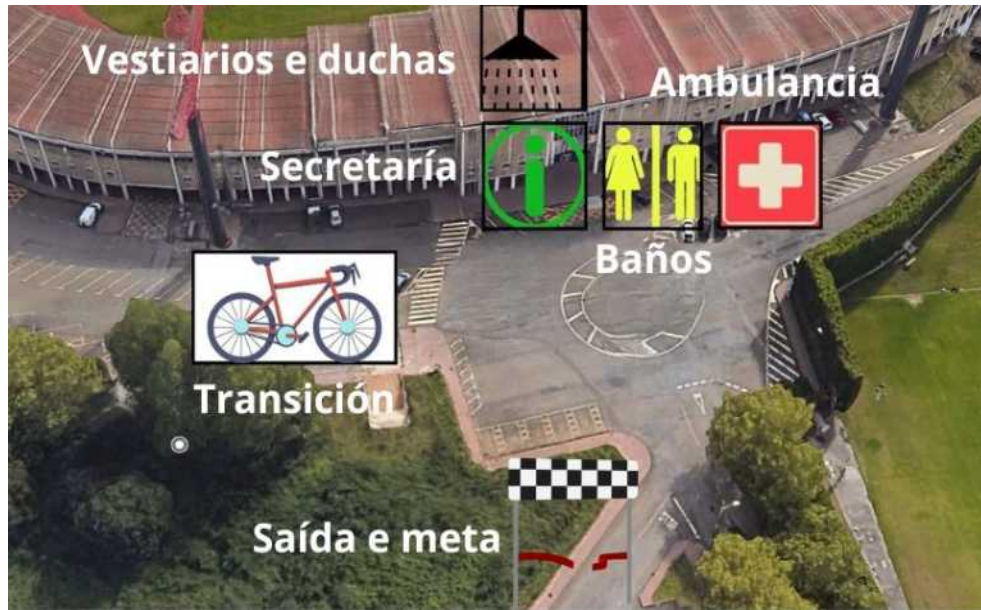 Vestiarios e duchas
Ambulancia
Secretaría
Baños
Transición
Saída e meta